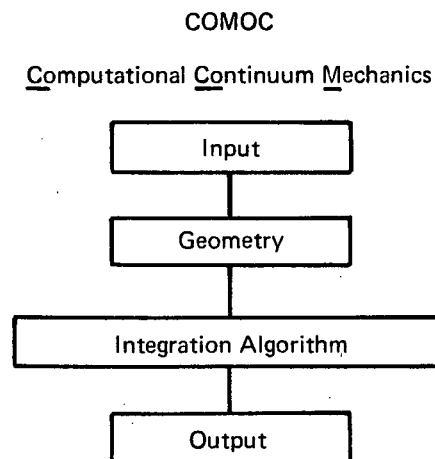 COMOC
Computational Continuum Mechanics
Input
Geometry
Integration Algorithm
Output